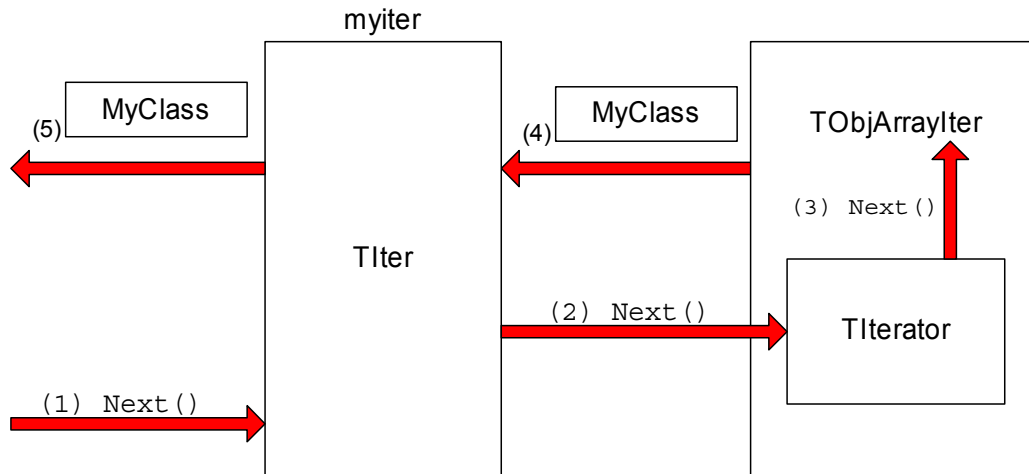 myiter
MyClass
(5)
MyClass
(4)
TObjArrayIter
(3) Next()
TIter
(2) Next()
TIterator
(1) Next()